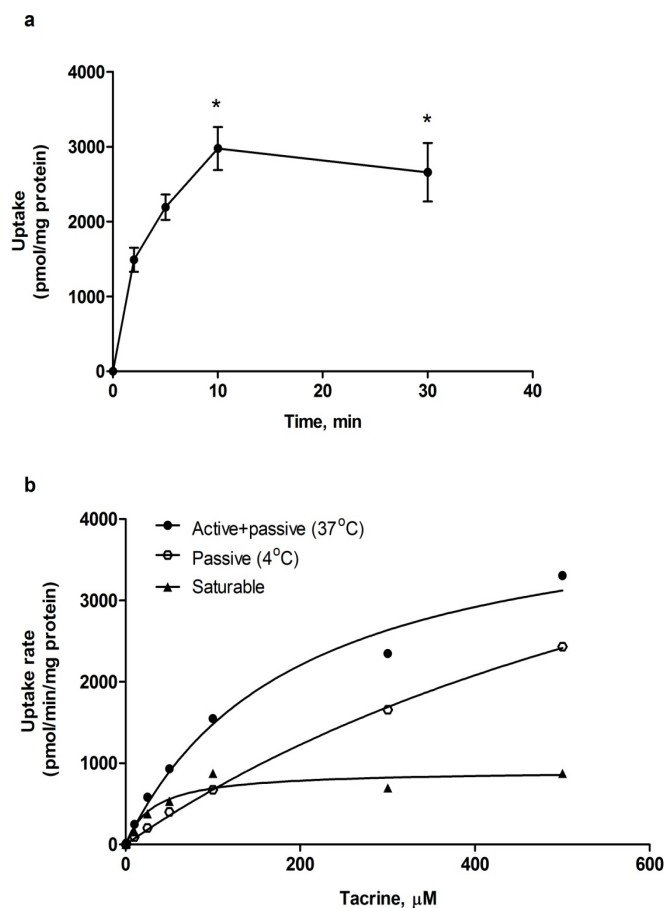 a
4000
3000
2000
1000
0
Uptake
(pmol/mg protein)
*
*
0
10
20
30
40
Time, min
b
4000
3000
2000
1000
0
Uptake rate
(pmol/min/mg protein)
Active+passive (37°C)
Passive (4°C)
Saturable
0
200
400
600
Tacrine, μM